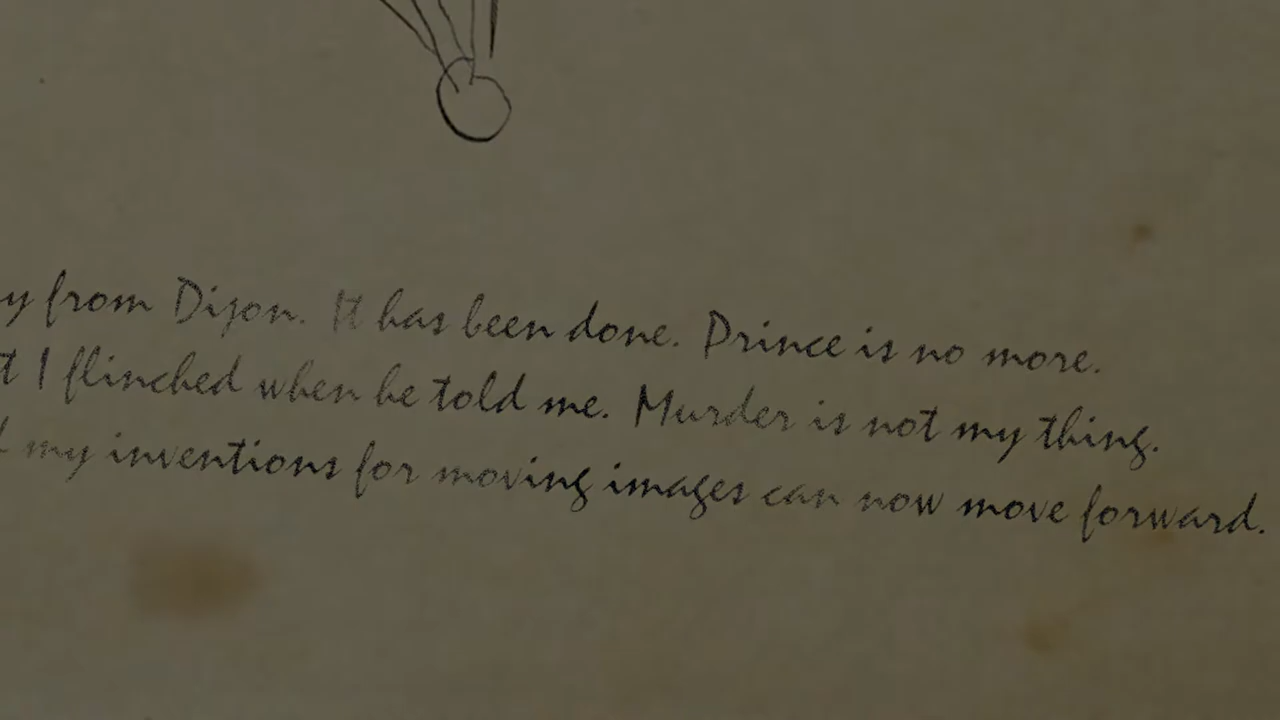 from Dijon. It has been done. Prince is no more.
I flinched when he told me. Murder is not my thing.
my inventions for moving images can now move forward.